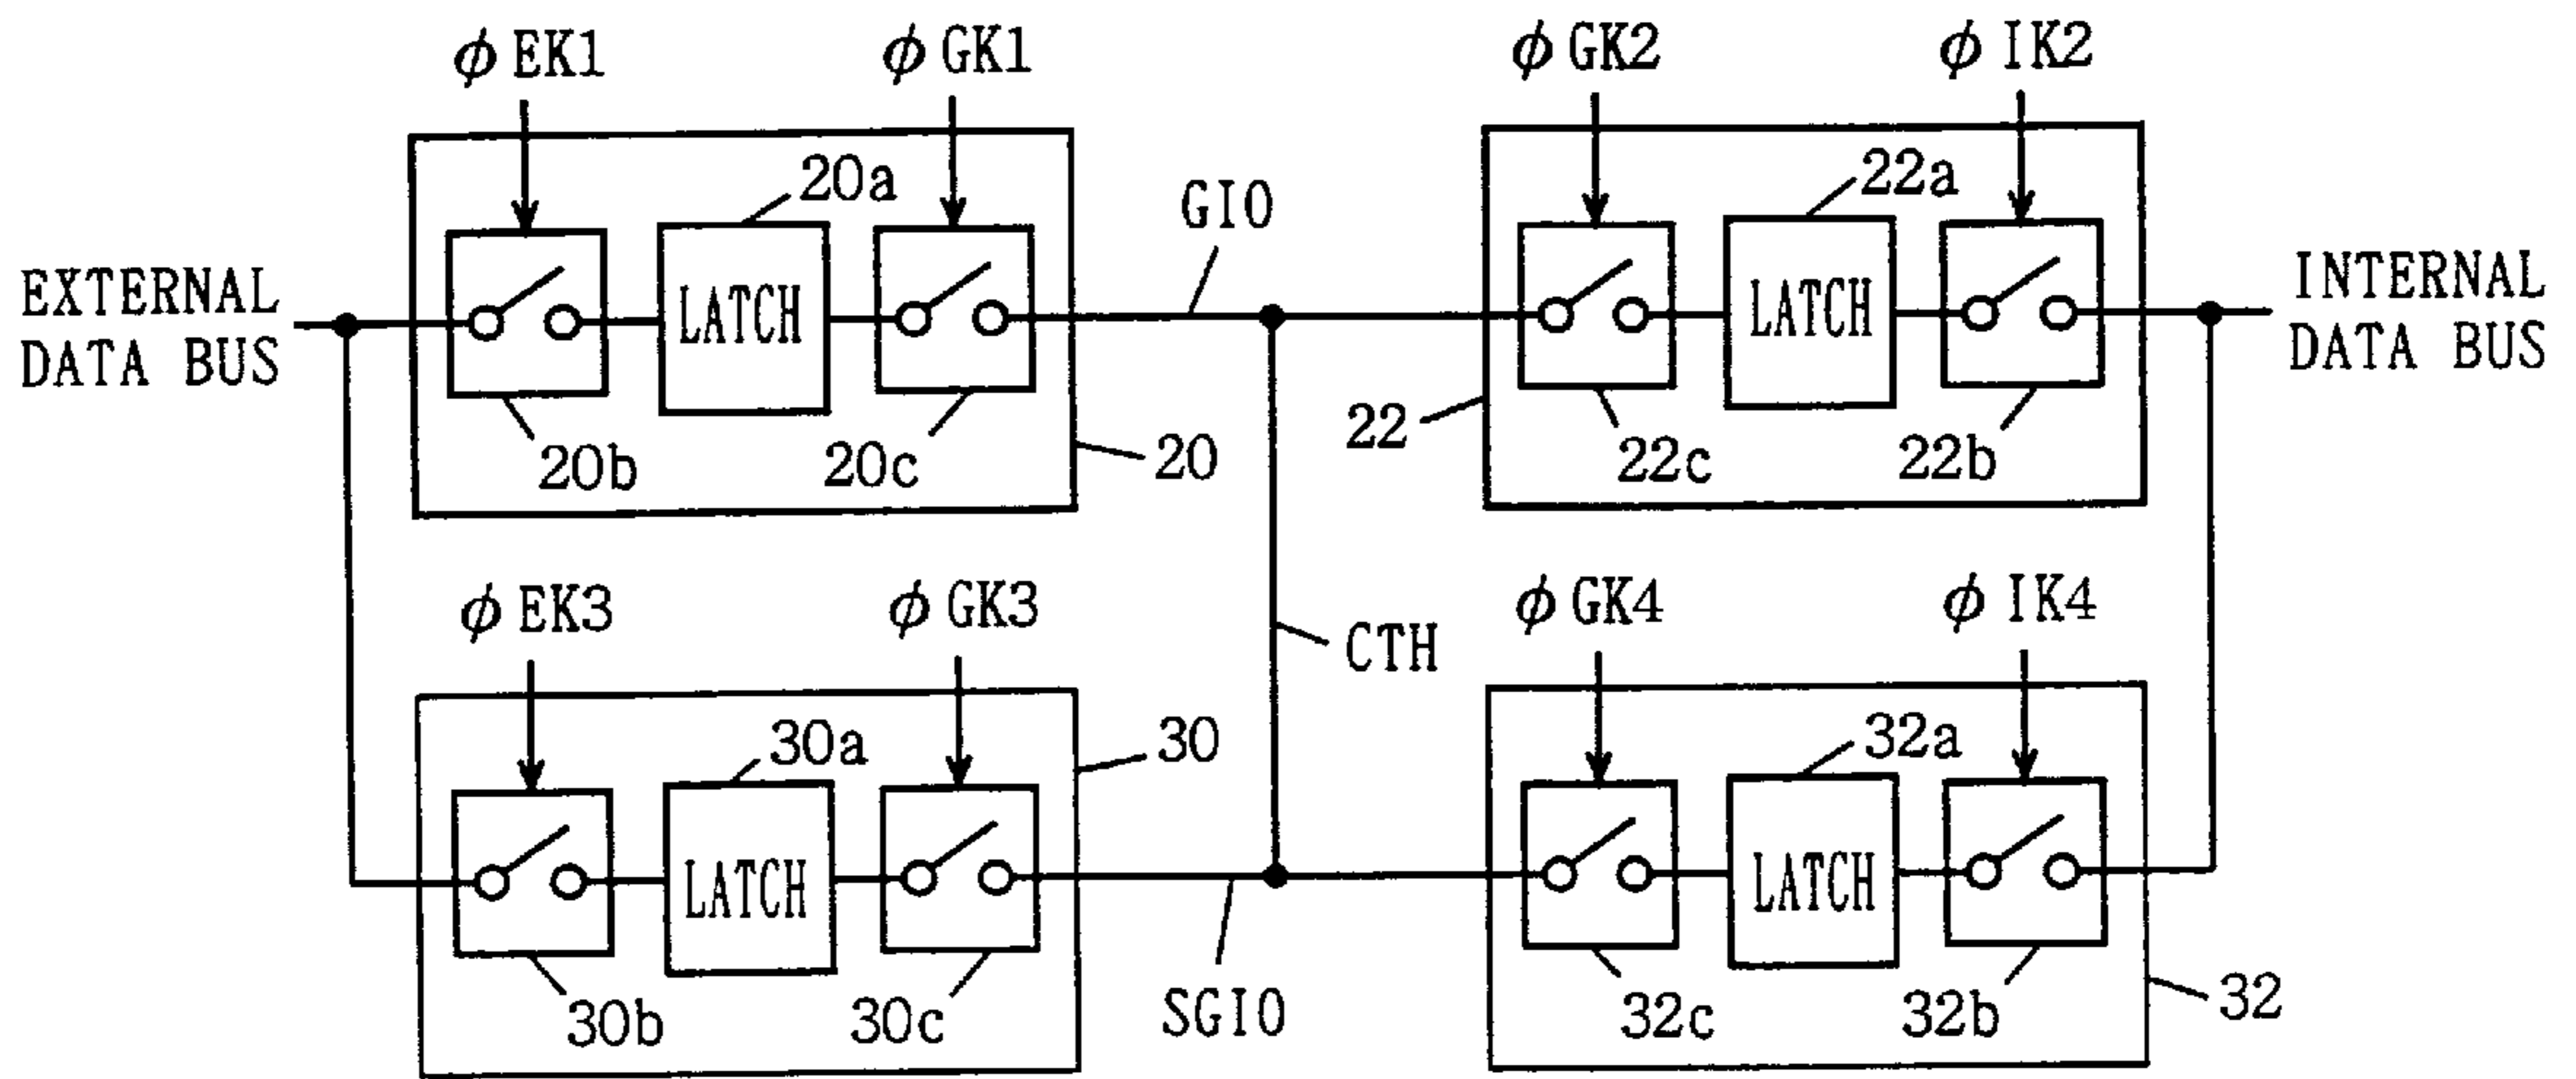 φ EK1
φ GK1
φ GK2
φ IK2
20a
22a
GIO
EXTERNAL
DATA BUS
LATCH
LATCH
INTERNAL
DATA BUS
20b
20c
20
22
22c
22b
φ EK3
φ GK3
φ GK4
φ IK4
CTH
30a
30
32a
LATCH
LATCH
30b
30c
SGIO
32c
32b
32